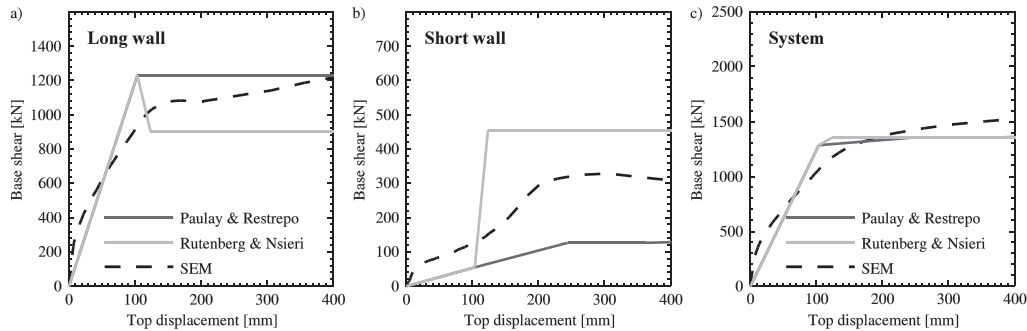 a)
Long wall
Base shear [kN]
1400
1200
1000
800
600
400
200
0
Paulay & Restrepo
Rutenberg & Nsieri
SEM
0 100 200 300 400
Top displacement [mm]
b)
Short wall
Base shear [kN]
700
600
500
400
300
200
100
0
0 100 200 300 400
Top displacement [mm]
c)
System
Base shear [kN]
2500
2000
1500
1000
500
0
Paulay & Restrepo
Rutenberg & Nsieri
SEM
0 100 200 300 400
Top displacement [mm]